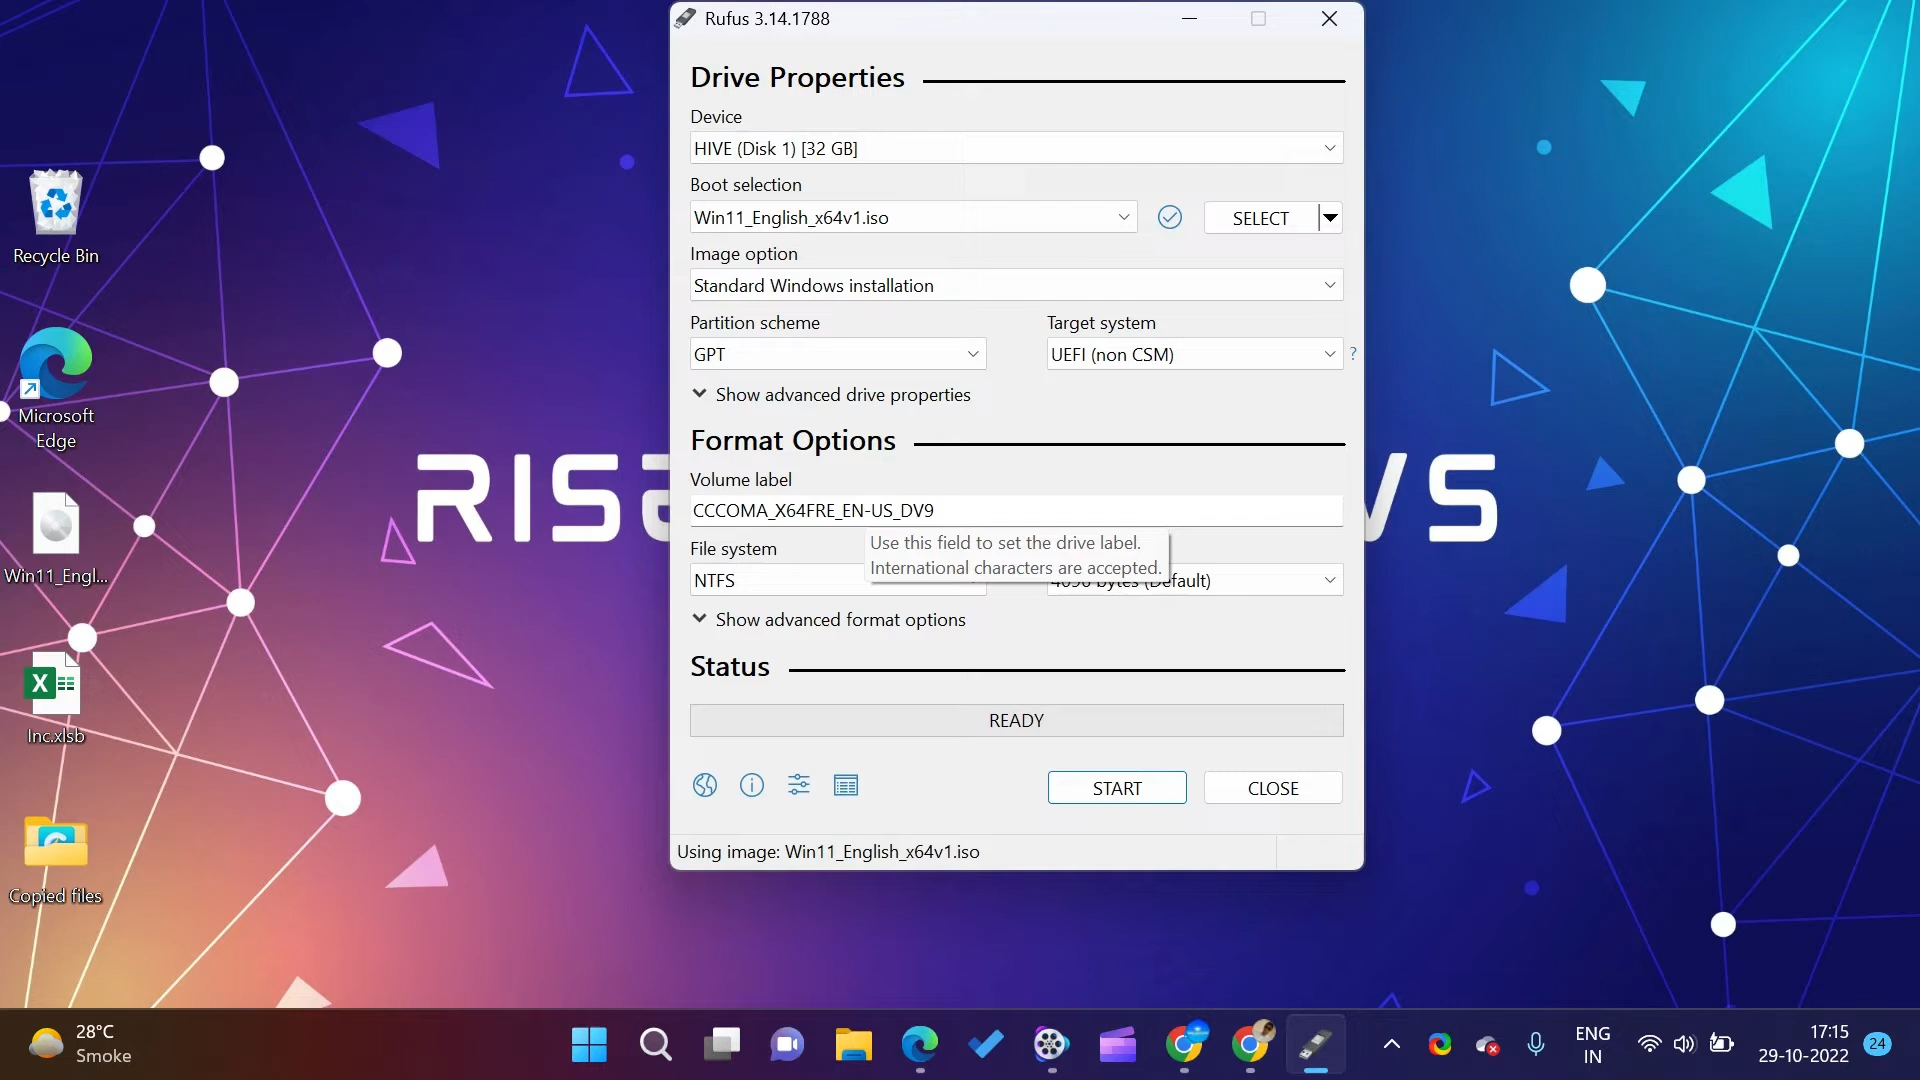 Rufus 3.14.1788
Drive Properties
Device
HIVE (Disk 1) [32 GB]
Boot selection
Win11_English_x64v1.iso
SELECT
Image option
Standard Windows installation
Partition scheme
Target system
GPT
UEFI (non CSM)
?
Show advanced drive properties
Format Options
Volume label
CCCOMA_X64FRE_EN-US_DV9
File system
Use this field to set the drive label.
International characters are accepted.
NTFS
4096 bytes (Default)
Show advanced format options
Status
READY
START
CLOSE
Using image: Win11_English_x64v1.iso
Recycle Bin
Microsoft
Edge
Win11_Engl...
Inc.xlsb
Copied files
28°C
Smoke
ENG
IN
17:15
29-10-2022
24